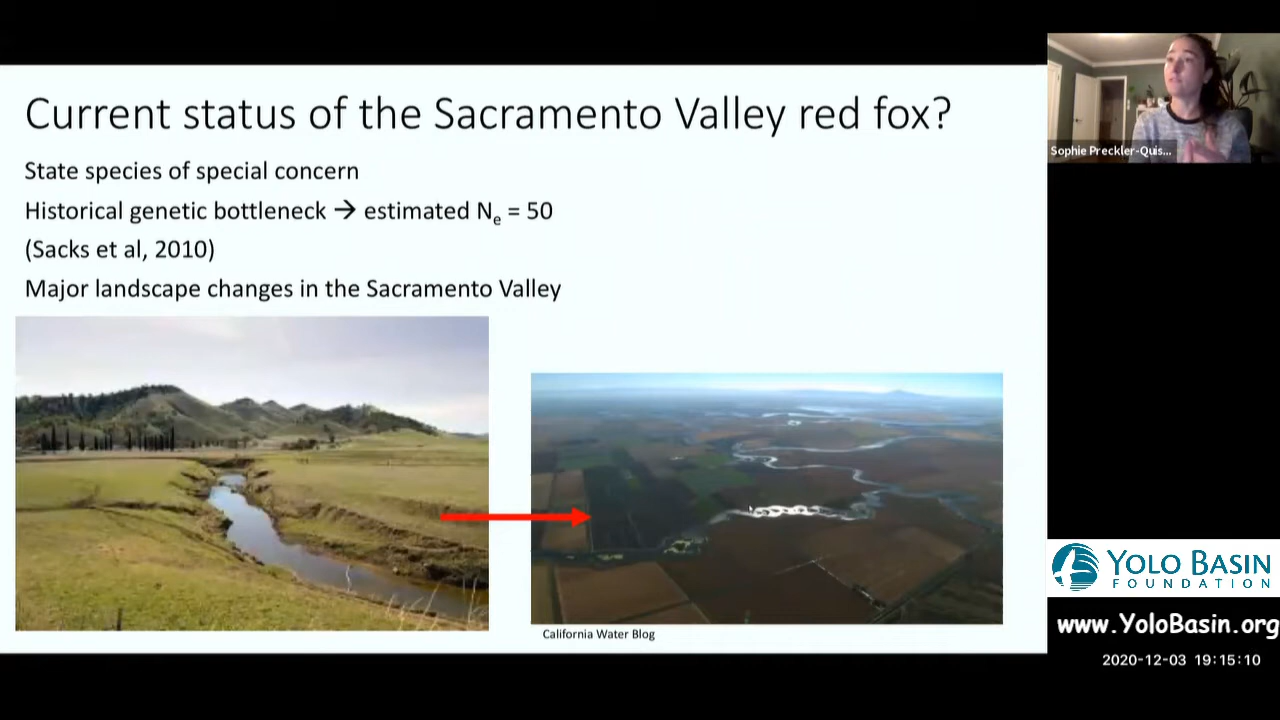 Current status of the Sacramento Valley red fox?
State species of special concern
Historical genetic bottleneck → estimated Ne = 50
(Sacks et al, 2010)
Major landscape changes in the Sacramento Valley
California Water Blog
Sophie Preckler-Quis...
YOLO BASIN
FOUNDATION
www.YoloBasin.org
2020-12-03 19:15:10